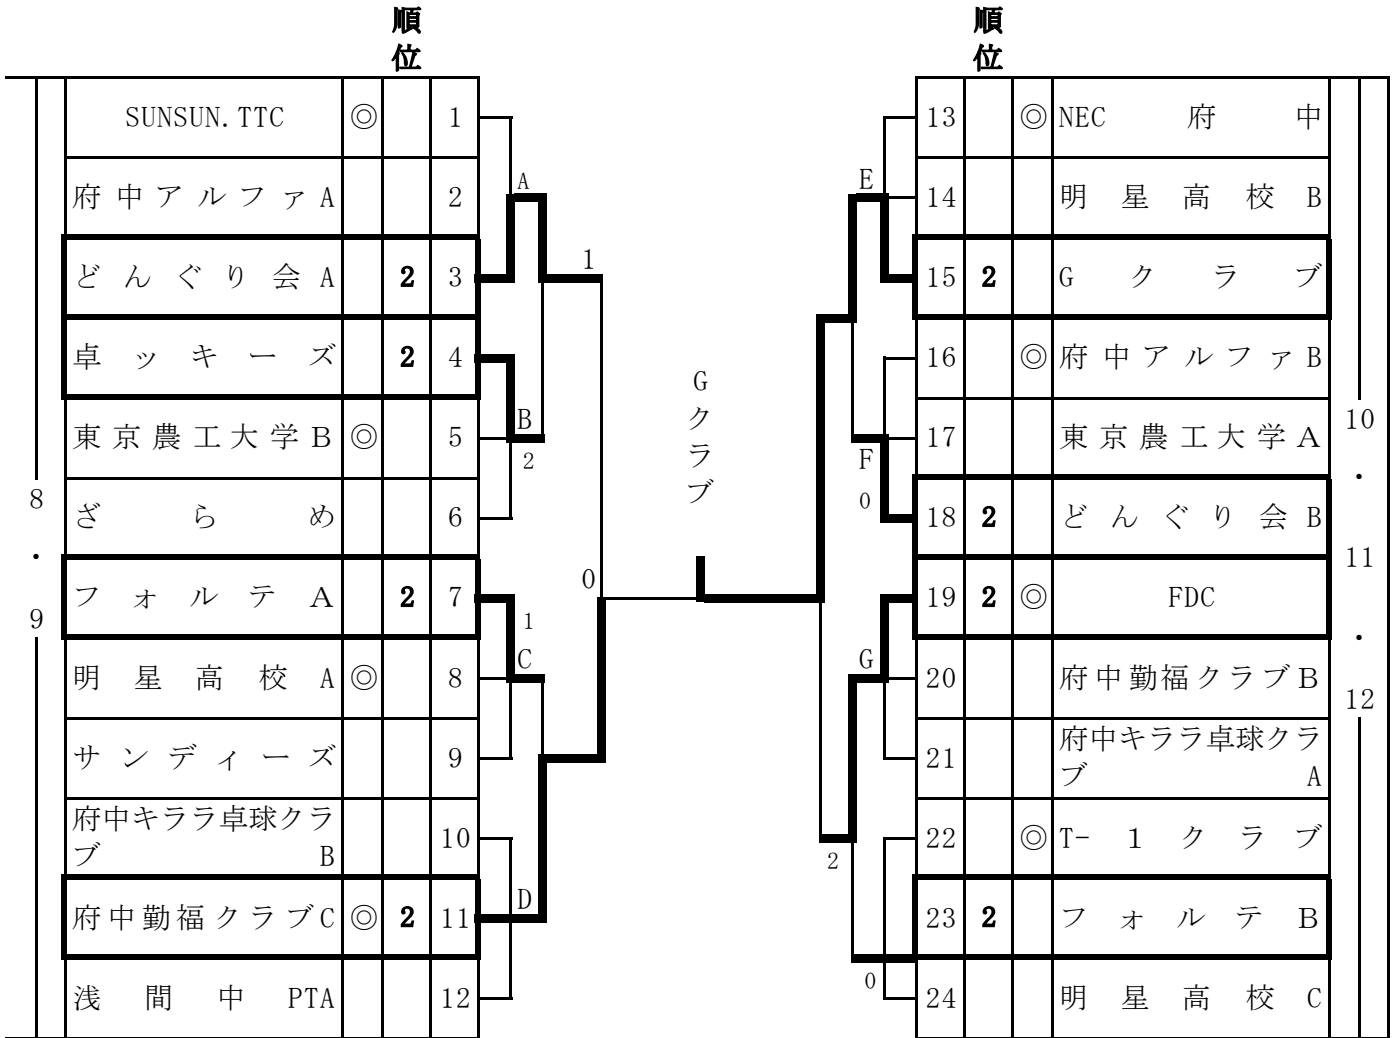 順位
順位
SUNSUN.TTC ◎ 1
府中アルファA 2
どんぐり会A 2 3
卓ッキーズ 2 4
東京農工大学B ◎ 5
ざらめ 6
フォルテA 2 7
明星高校A ◎ 8
サンディーズ 9
府中キララ卓球クラ
ブB 10
府中勤福クラブC ◎ 2 11
浅間中PTA 12
8・9
A
1
B
2
0
1
C
D
Gクラブ
E
F
0
G
2
0
13 ◎ NEC府中
14 明星高校B
15 2 Gクラブ
16 ◎ 府中アルファB
17 東京農工大学A
18 2 どんぐり会B
19 2 ◎ FDC
20 府中勤福クラブB
21 府中キララ卓球クラ
ブA
22 ◎ T-1クラブ
23 2 フォルテB
24 明星高校C
10・11・12